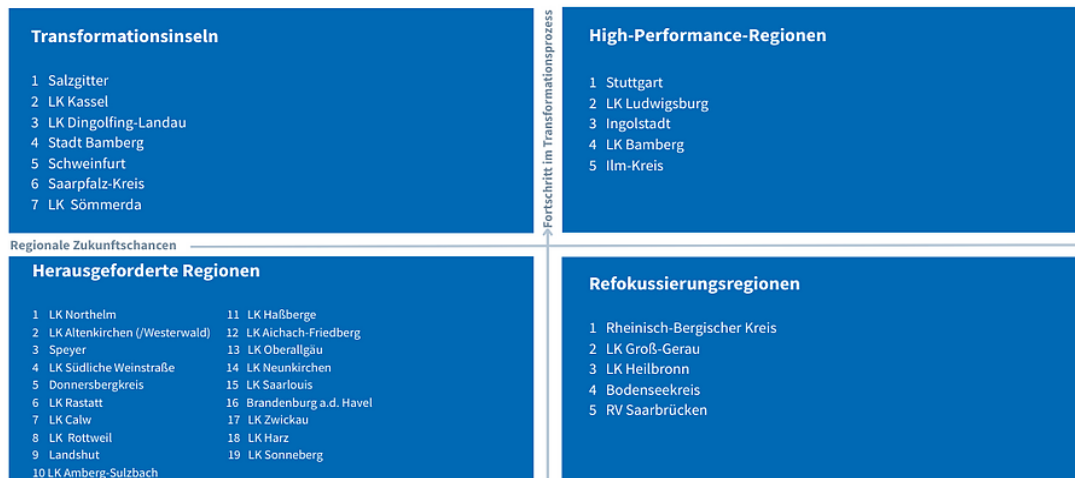 Transformationsinseln
1 Salzgitter
2 LK Kassel
3 LK Dingolfing-Landau
4 Stadt Bamberg
5 Schweinfurt
6 Saarpfalz-Kreis
7 LK Sömmerda
Fortschritt im Transformationsprozess
High-Performance-Regionen
1 Stuttgart
2 LK Ludwigsburg
3 Ingolstadt
4 LK Bamberg
5 Ilm-Kreis
Regionale Zukunftschancen
Herausgeforderte Regionen
1 LK Northelm
2 LK Altenkirchen (/Westerwald)
3 Speyer
4 LK Südliche Weinstraße
5 Donnersbergkreis
6 LK Rastatt
7 LK Calw
8 LK Rottweil
9 Landshut
10 LK Amberg-Sulzbach
11 LK Haßberge
12 LK Aichach-Friedberg
13 LK Oberallgäu
14 LK Neunkirchen
15 LK Saarlouis
16 Brandenburg a.d. Havel
17 LK Zwickau
18 LK Harz
19 LK Sonneberg
Refokussierungsregionen
1 Rheinisch-Bergischer Kreis
2 LK Groß-Gerau
3 LK Heilbronn
4 Bodenseekreis
5 RV Saarbrücken